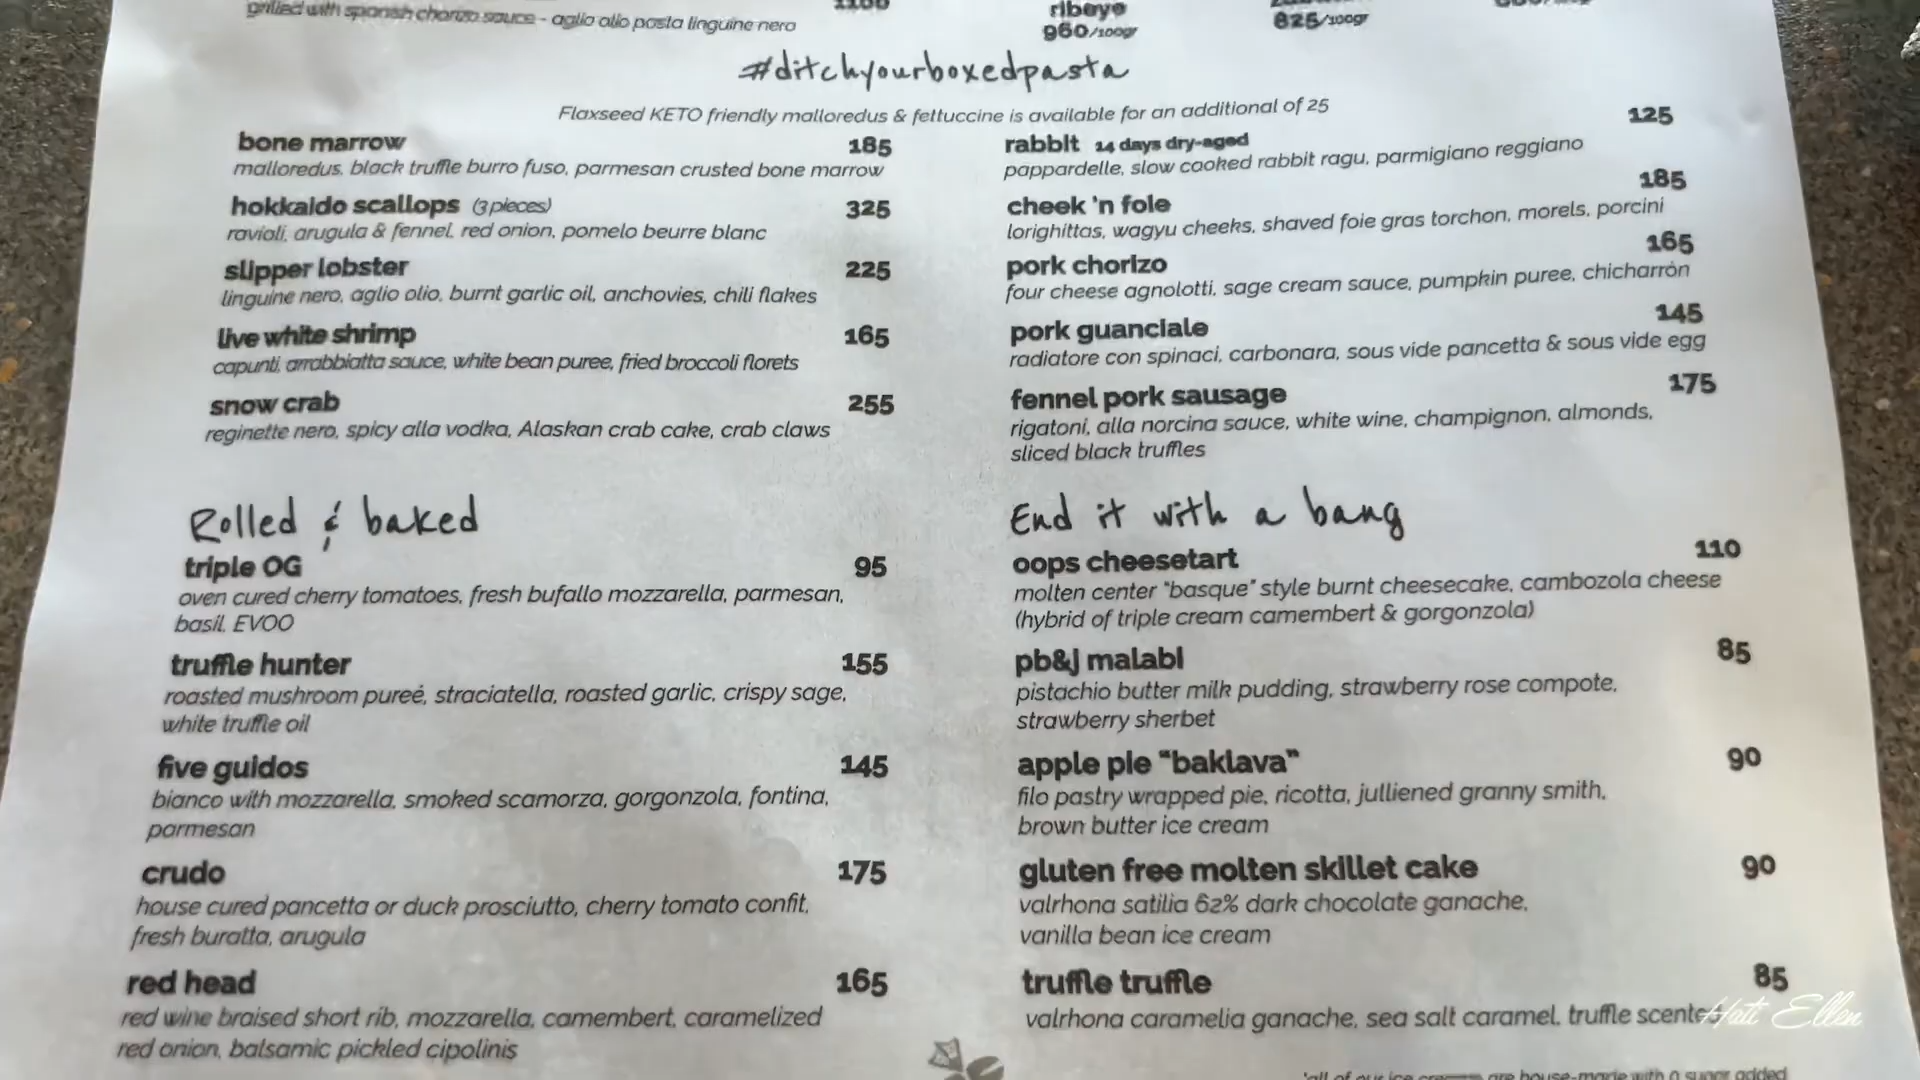 grilled with spanish chorizo sauce - aglio olio pasta linguine nero 1100
ribeye
960/100gr
825/100gr
#ditchyourboxedpasta
Flaxseed KETO friendly malloredus & fettuccine is available for an additional of 25
bone marrow 185
malloredus, black truffle burro fuso, parmesan crusted bone marrow
hokkaido scallops (3 pieces) 325
ravioli, arugula & fennel, red onion, pomelo beurre blanc
slipper lobster 225
linguine nero, aglio olio, burnt garlic oil, anchovies, chili flakes
live white shrimp 165
capunti, arrabbiatta sauce, white bean puree, fried broccoli florets
snow crab 255
reginette nero, spicy alla vodka, Alaskan crab cake, crab claws
rabbit 14 days dry-aged 125
pappardelle, slow cooked rabbit ragu, parmigiano reggiano
cheek 'n foie 185
lorighittas, wagyu cheeks, shaved foie gras torchon, morels, porcini
pork chorizo 165
four cheese agnolotti, sage cream sauce, pumpkin puree, chicharrón
pork guanciale 145
radiatore con spinaci, carbonara, sous vide pancetta & sous vide egg
fennel pork sausage 175
rigatoni, alla norcina sauce, white wine, champignon, almonds,
sliced black truffles
Rolled & baked
triple OG 95
oven cured cherry tomatoes, fresh bufallo mozzarella, parmesan,
basil, EVOO
truffle hunter 155
roasted mushroom pureé, straciatella, roasted garlic, crispy sage,
white truffle oil
five guidos 145
bianco with mozzarella, smoked scamorza, gorgonzola, fontina,
parmesan
crudo 175
house cured pancetta or duck prosciutto, cherry tomato confit,
fresh buratta, arugula
red head 165
red wine braised short rib, mozzarella, camembert, caramelized
red onion, balsamic pickled cipolinis
End it with a bang
oops cheesetart 110
molten center "basque" style burnt cheesecake, cambozola cheese
(hybrid of triple cream camembert & gorgonzola)
pb&j malabi 85
pistachio butter milk pudding, strawberry rose compote,
strawberry sherbet
apple pie "baklava" 90
filo pastry wrapped pie, ricotta, julliened granny smith,
brown butter ice cream
gluten free molten skillet cake 90
valrhona satilia 62% dark chocolate ganache,
vanilla bean ice cream
truffle truffle 85
valrhona caramelia ganache, sea salt caramel, truffle
Hati Ellen
*all of our ice are house-made with 0 sugar added